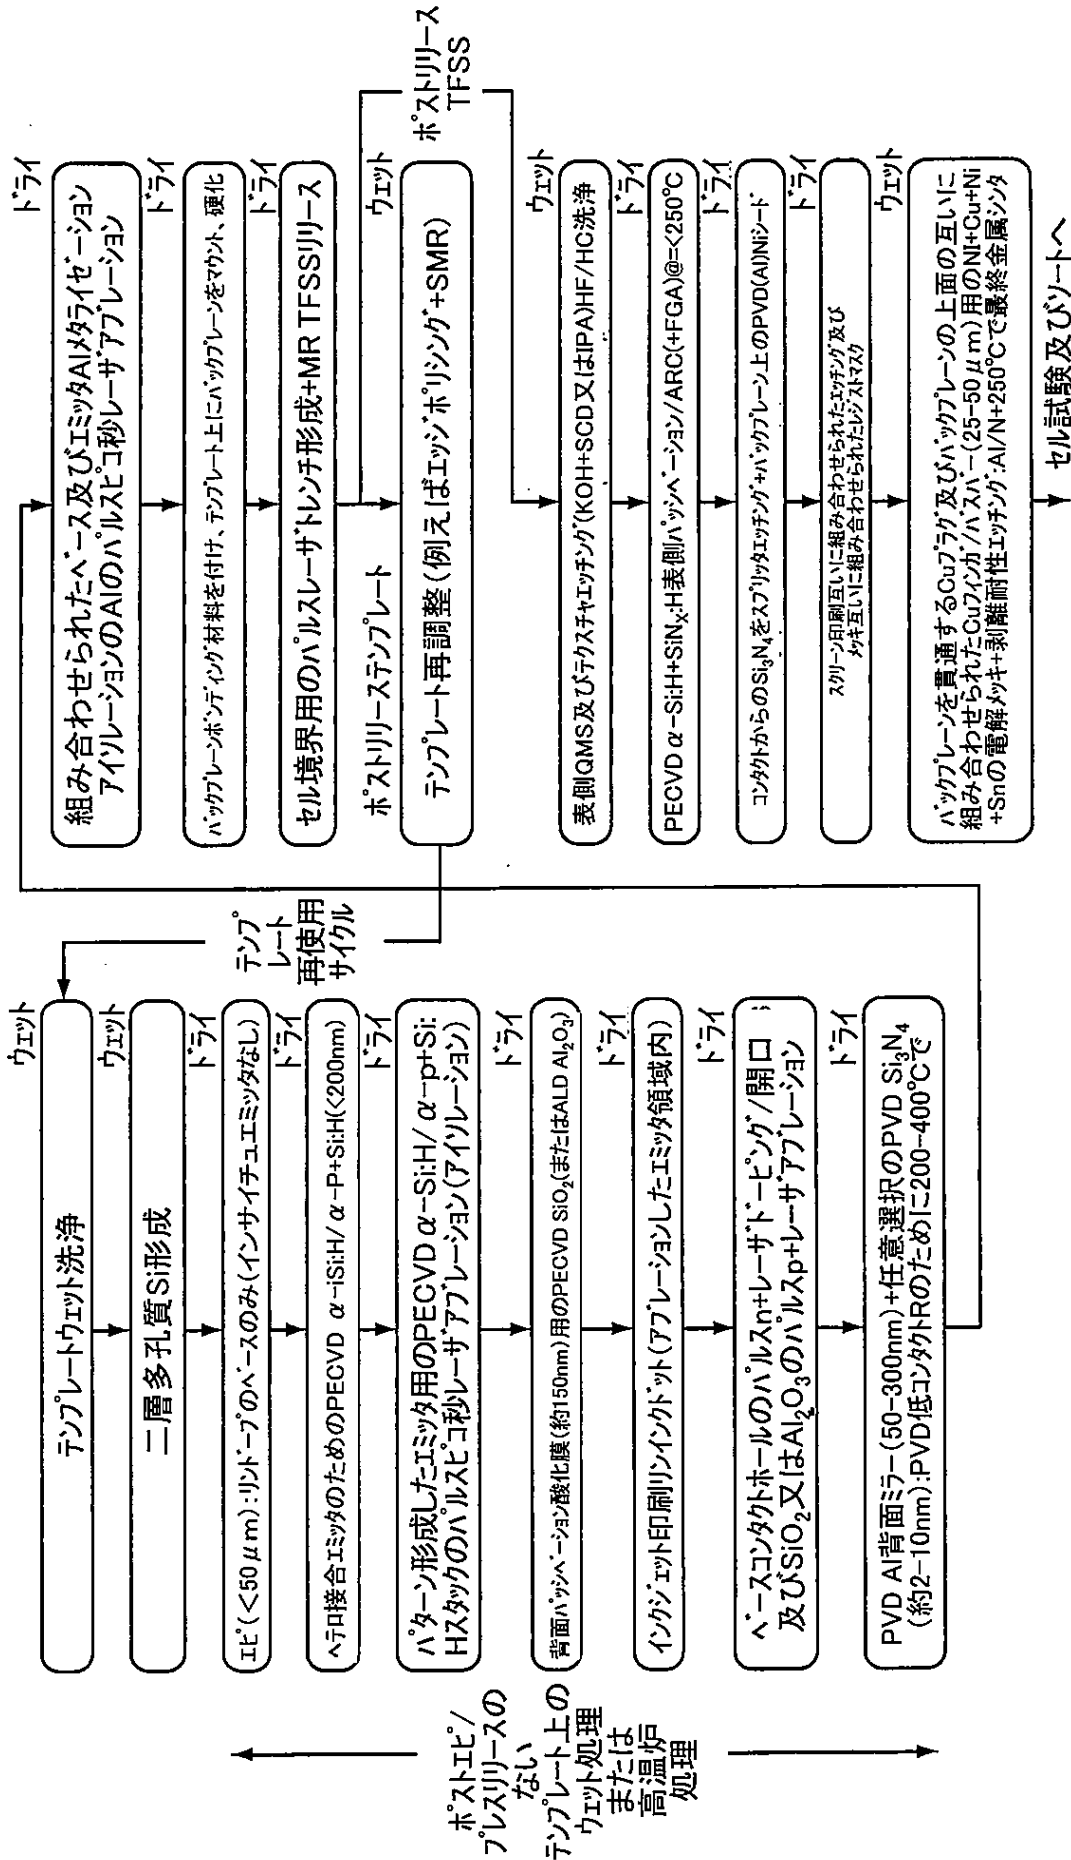 ウェット
テンプレートウェット洗浄
ウェット
二層多孔質Si形成
ドライ
エピ(<50μm):リンドープのベースのみ(インサイチュエミッタなし)
ドライ
ヘテロ接合エミッタのためのPECVD α-iSi:H/α-P+Si:H(<200nm)
ドライ
パターン形成したエミッタ用のPECVD α-Si:H/α-p+Si:
Hスタックのパルスピコ秒レーザアブレーション(アイソレーション)
ドライ
背面パッシベーション酸化膜(約150nm)用のPECVD SiO₂(またはALD Al₂O₃)
ドライ
インクジェット印刷リンインクドット(アブレーションしたエミッタ領域内)
ドライ
ベースコンタクトホールのパルスn+レーザドーピング/開口
及びSiO₂又はAl₂O₃のパルスp+レーザアブレーション
ドライ
PVD Al背面ミラー(50-300nm)+任意選択のPVD Si₃N₄
(約2-10nm):PVD低コンタクトRのために200-400°Cで
ポストエピ/
プレスリリースの
ない
テンプレート上の
ウェット処理
または
高温炉
処理
テンプ
レート
再使用
サイクル
ドライ
組み合わせられたベース及びエミッタAlメタライゼーション
アイソレーションのAlのパルスピコ秒レーザアブレーション
ドライ
バックプレーンボンディング材料を付け、テンプレート上にバックプレーンをマウント、硬化
ドライ
セル境界用のパルスレーザトレンチ形成+MR TFSSリリース
ポストリリーステンプレート
ウェット
テンプレート再調整(例えばエッジポリシング+SMR)
ポストリリース
TFSS
ウェット
表側QMS及びテクスチャエッチング(KOH+SCD又はIPA)HF/HC洗浄
ドライ
PECVD α-Si:H+SiNₓ:H表側パッシベーション/ARC(+FGA)@=<250°C
ドライ
コンタクトからのSi₃N₄をスプリッタエッチング+バックプレーン上のPVD(Al)Niシード
ドライ
スクリーン印刷互いに組み合わせられたエッチング及び
メッキ互いに組み合わせられたレジストマスク
ウェット
バックプレーンを貫通するCuプラグ及びバックプレーンの上面の互いに
組み合わせられたCuフィンガ/バスバー(25-50μm)用のNI+Cu+Ni
+Snの電解メッキ+剥離耐性エッチング:Al/N+250°Cで最終金属シンタ
セル試験及びソートへ